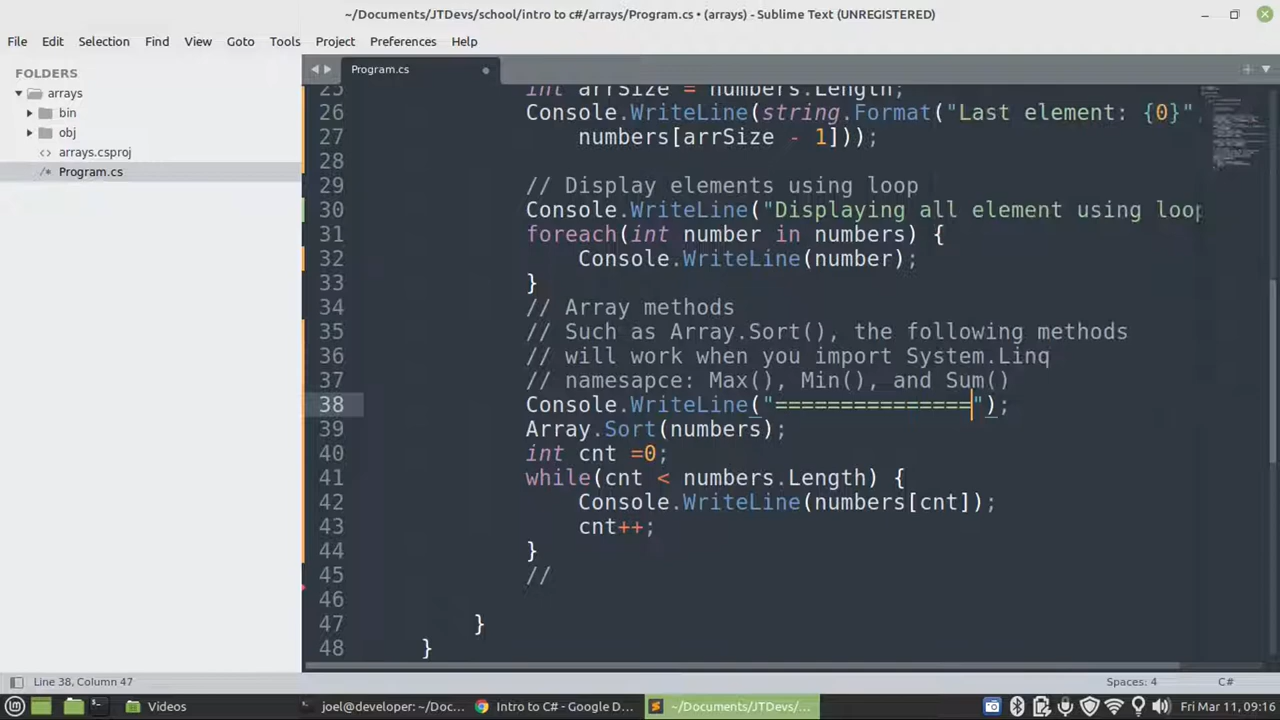 ~/Documents/JTDevs/school/intro to c#/arrays/Program.cs • (arrays) - Sublime Text (UNREGISTERED)
File Edit Selection Find View Goto Tools Project Preferences Help
FOLDERS
arrays
bin
obj
<> arrays.csproj
/* Program.cs
Program.cs
25 int arrSize = numbers.Length;
26 Console.WriteLine(string.Format("Last element: {0}",
27 numbers[arrSize - 1]));
28
29 // Display elements using loop
30 Console.WriteLine("Displaying all element using loop
31 foreach(int number in numbers) {
32 Console.WriteLine(number);
33 }
34 // Array methods
35 // Such as Array.Sort(), the following methods
36 // will work when you import System.Linq
37 // namesapce: Max(), Min(), and Sum()
38 Console.WriteLine("===============");
39 Array.Sort(numbers);
40 int cnt =0;
41 while(cnt < numbers.Length) {
42 Console.WriteLine(numbers[cnt]);
43 cnt++;
44 }
45 //
46
47 }
48 }
Line 38, Column 47 Spaces: 4 C#
Videos joel@developer: ~/Doc... Intro to C# - Google D... ~/Documents/JTDevs/... Fri Mar 11, 09:16